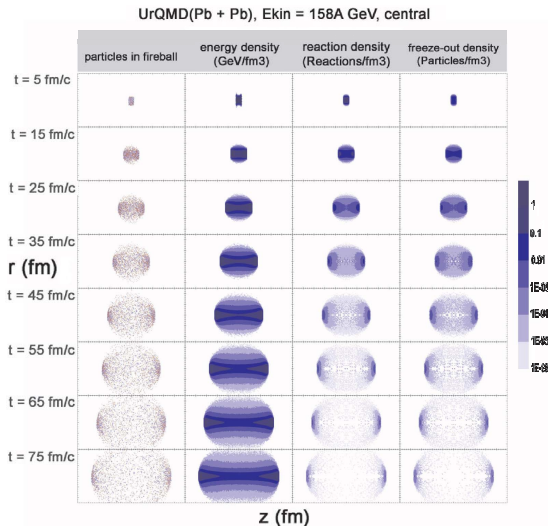 UrQMD(Pb + Pb), Ekin = 158A GeV, central
particles in fireball
energy density
(GeV/fm3)
reaction density
(Reactions/fm3)
freeze-out density
(Particles/fm3)
t = 5 fm/c
t = 15 fm/c
t = 25 fm/c
t = 35 fm/c
r (fm)
t = 45 fm/c
t = 55 fm/c
t = 65 fm/c
t = 75 fm/c
z (fm)
1
0.1
0.01